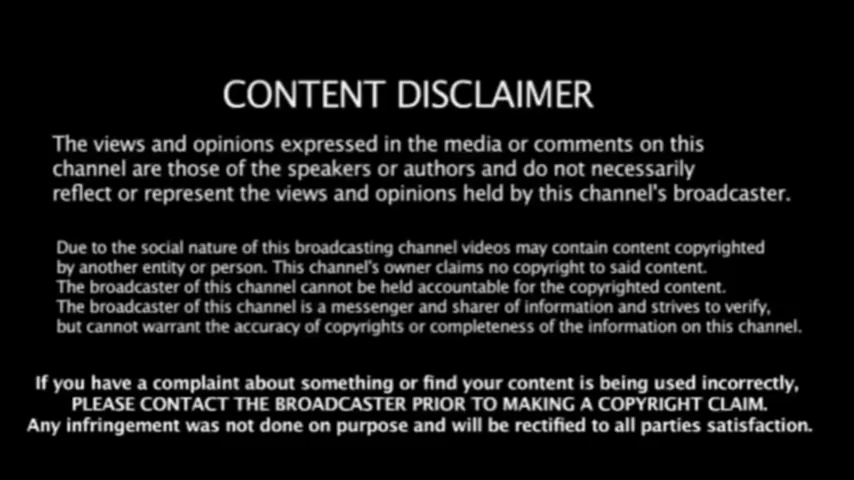 CONTENT DISCLAIMER
The views and opinions expressed in the media or comments on this
channel are those of the speakers or authors and do not necessarily
reflect or represent the views and opinions held by this channel's broadcaster.
Due to the social nature of this broadcasting channel videos may contain content copyrighted
by another entity or person. This channel's owner claims no copyright to said content.
The broadcaster of this channel cannot be held accountable for the copyrighted content.
The broadcaster of this channel is a messenger and sharer of information and strives to verify,
but cannot warrant the accuracy of copyrights or completeness of the information on this channel.
If you have a complaint about something or find your content is being used incorrectly,
PLEASE CONTACT THE BROADCASTER PRIOR TO MAKING A COPYRIGHT CLAIM.
Any infringement was not done on purpose and will be rectified to all parties satisfaction.